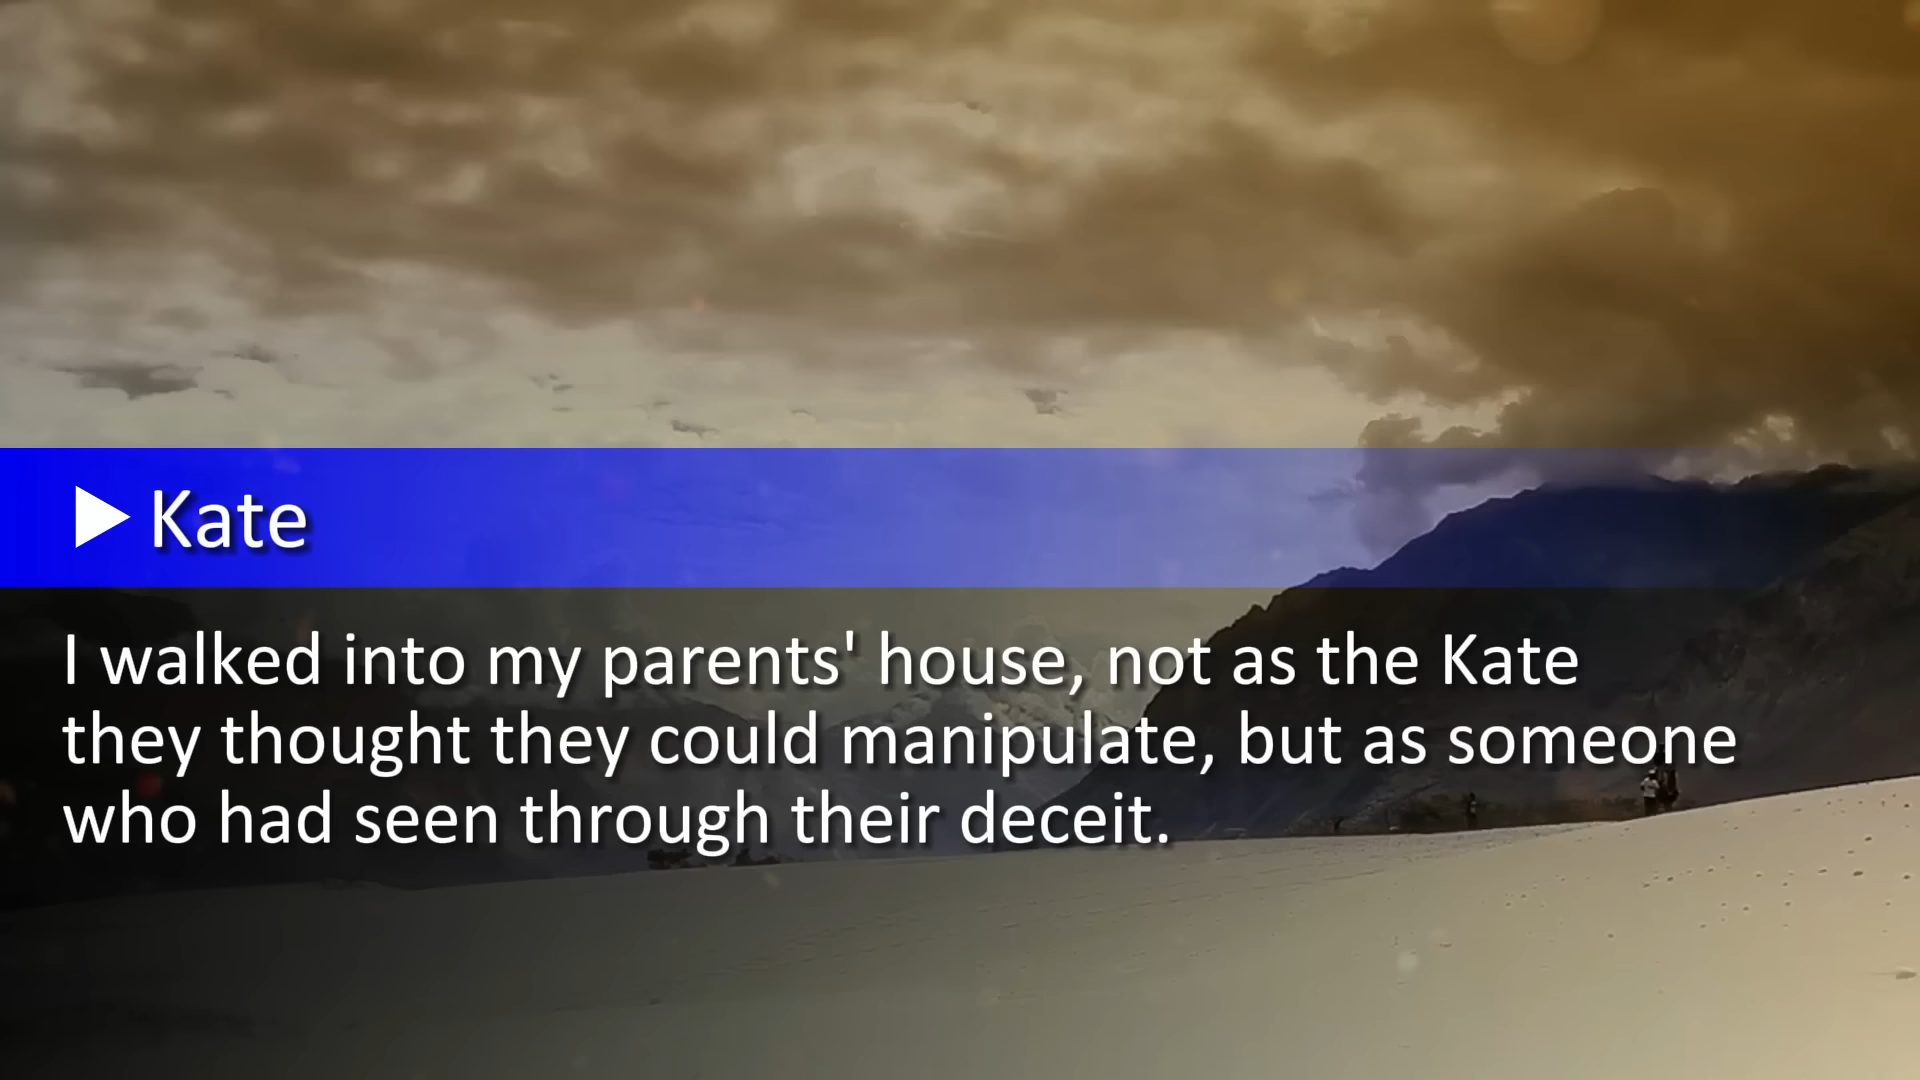 Kate
I walked into my parents' house, not as the Kate
they thought they could manipulate, but as someone
who had seen through their deceit.